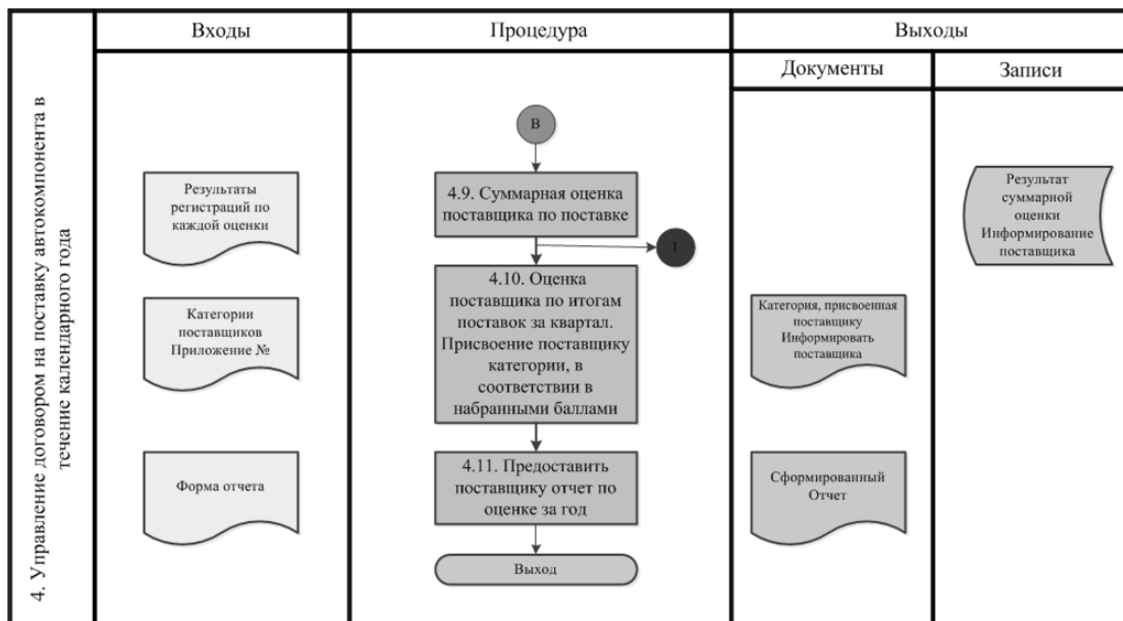 4. Управление договором на поставку автокомпонента в
течение календарного года
Входы
Процедура
Выходы
Документы
Записи
В
Результаты
регистраций по
каждой оценки
4.9. Суммарная оценка
поставщика по поставке
Результат
суммарной
оценки
Информирование
поставщика
1
Категории
поставщиков
Приложение №
4.10. Оценка
поставщика по итогам
поставок за квартал.
Присвоение поставщику
категории, в
соответствии в
набранными баллами
Категория, присвоенная
поставщику
Информировать
поставщика
Форма отчета
4.11. Предоставить
поставщику отчет по
оценке за год
Сформированный
Отчет
Выход